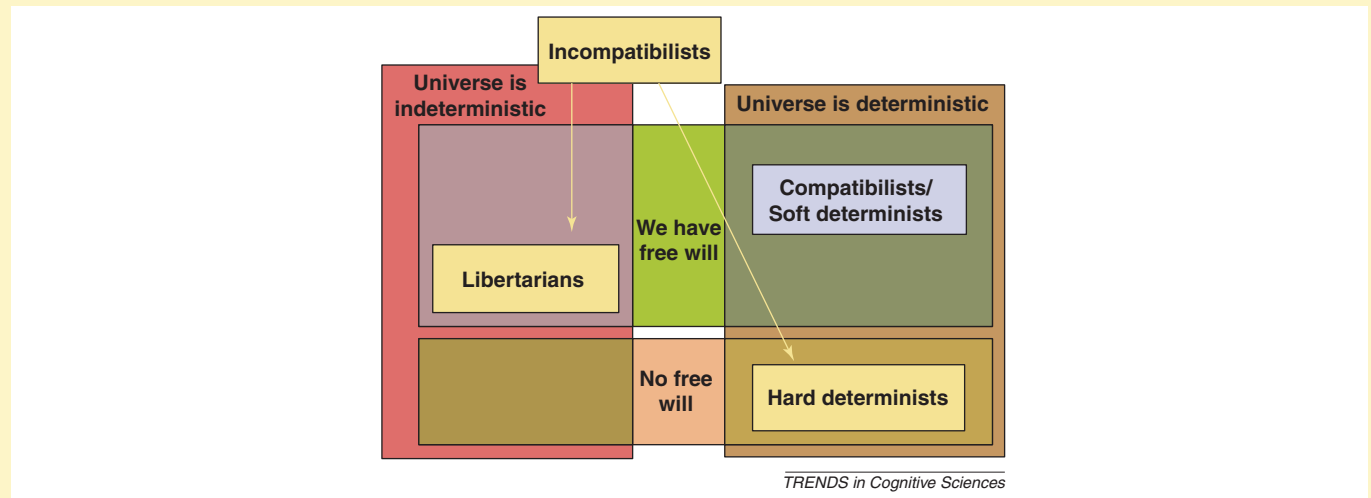 Incompatibilists
Universe is
indeterministic
Universe is deterministic
Compatibilists/
Soft determinists
We have
free will
Libertarians
No free
will
Hard determinists
TRENDS in Cognitive Sciences